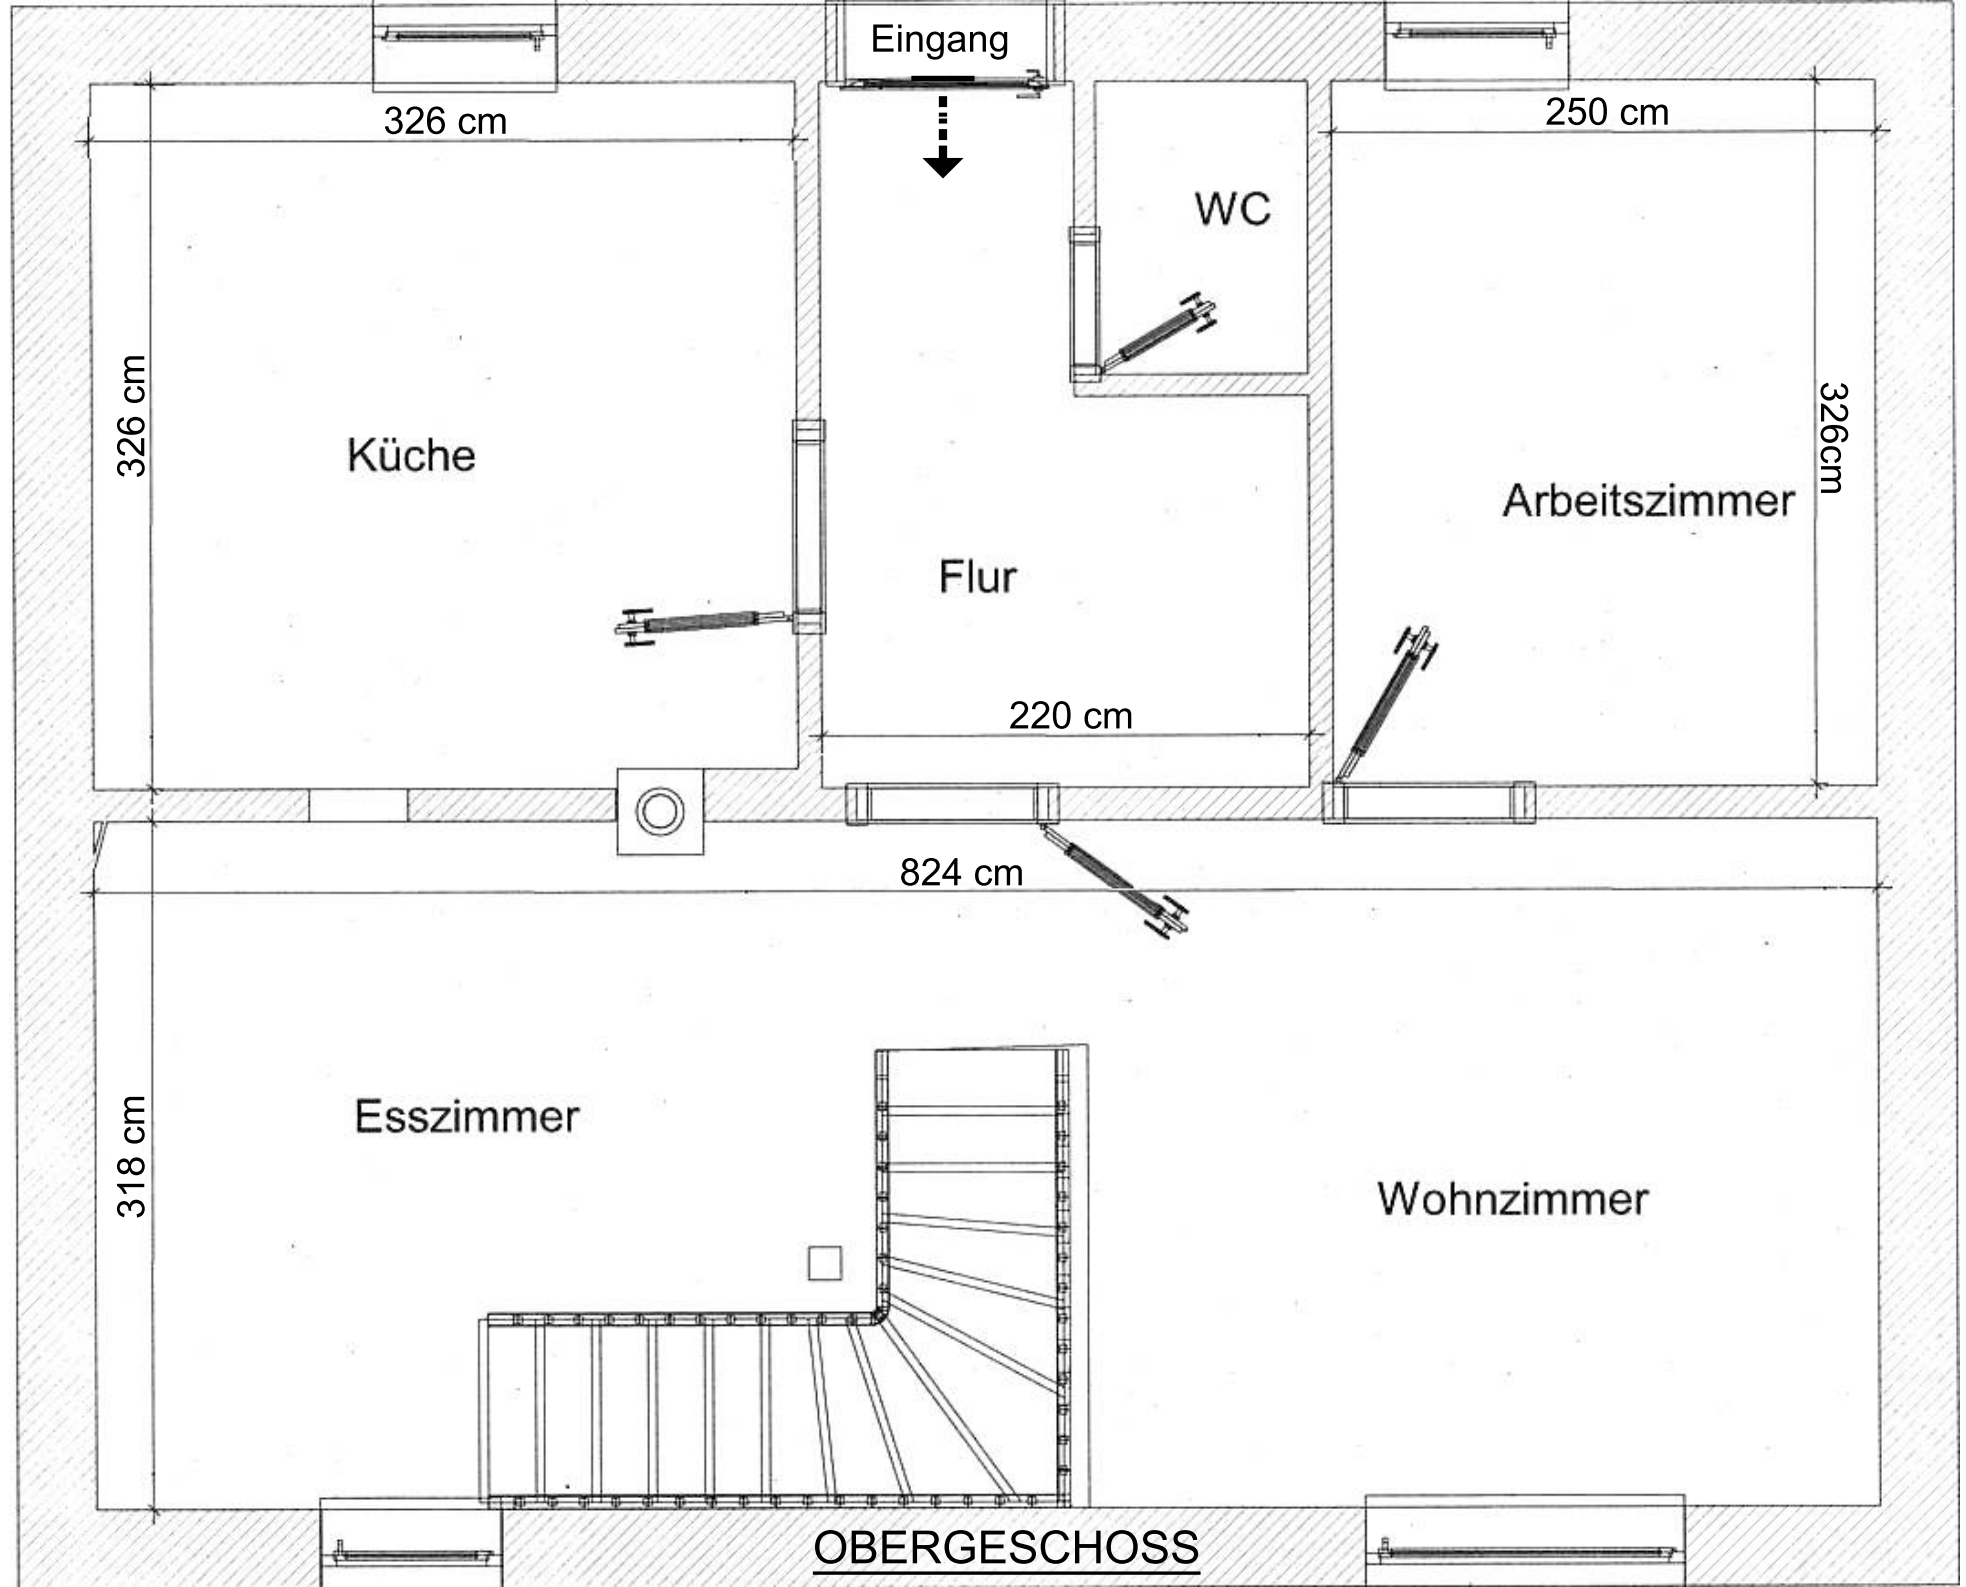 Eingang
326 cm
250 cm
WC
326 cm
326cm
Küche
Arbeitszimmer
Flur
220 cm
824 cm
318 cm
Esszimmer
Wohnzimmer
OBERGESCHOSS